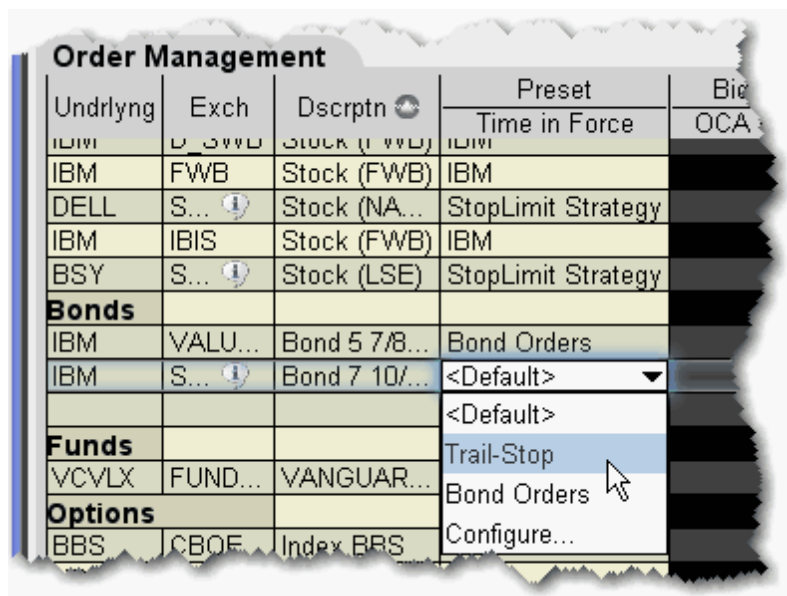 Order Management
Undrlyng Exch Dscrptn Preset
Time in Force OCA
IBM FWB Stock (FWB) IBM
DELL S... Stock (NA... StopLimit Strategy
IBM IBIS Stock (FWB) IBM
BSY S... Stock (LSE) StopLimit Strategy
Bonds
IBM VALU... Bond 5 7/8... Bond Orders
IBM S... Bond 7 10/... <Default>
<Default>
Funds
Trail-Stop
VCVLX FUND... VANGUAR...
Bond Orders
Options
Configure...
BBS CBOE Index BBS